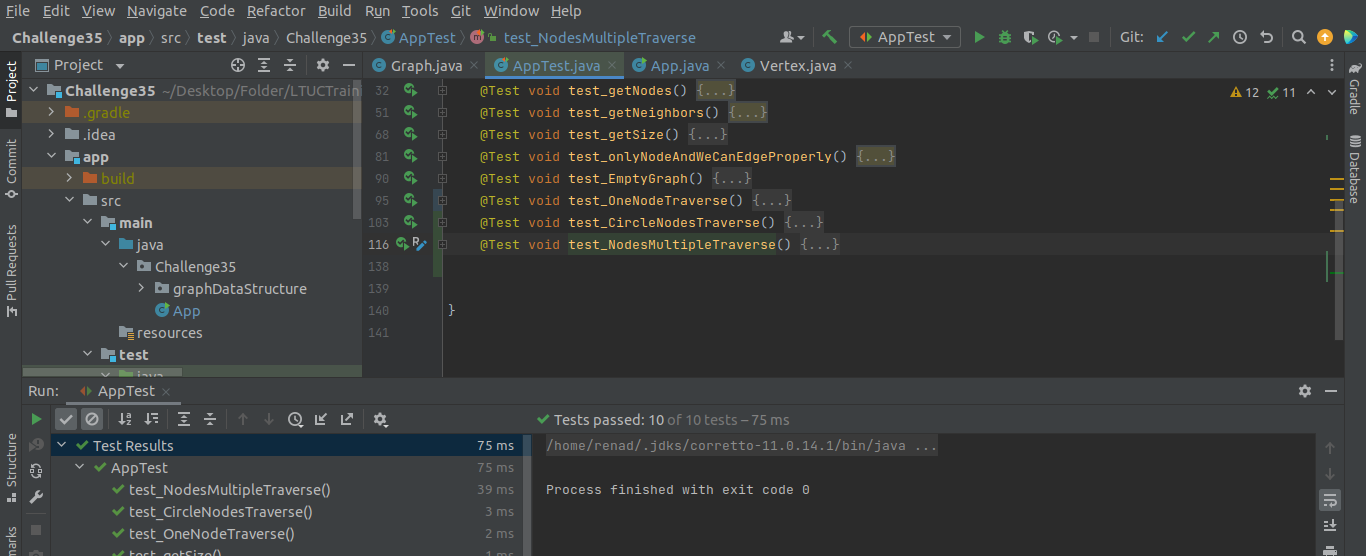 File Edit View Navigate Code Refactor Build Run Tools Git Window Help
Challenge35 app src test java Challenge35 AppTest test_NodesMultipleTraverse AppTest Git:
Project
Graph.java AppTest.java App.java Vertex.java
Challenge35 ~/Desktop/Folder/LTUCTrainin
.gradle
.idea
app
build
src
main
java
Challenge35
graphDataStructure
App
resources
test
java
32 @Test void test_getNodes() {...}
51 @Test void test_getNeighbors() {...}
68 @Test void test_getSize() {...}
81 @Test void test_onlyNodeAndWeCanEdgeProperly() {...}
90 @Test void test_EmptyGraph() {...}
95 @Test void test_OneNodeTraverse() {...}
103 @Test void test_CircleNodesTraverse() {...}
116 @Test void test_NodesMultipleTraverse() {...}
138
139
140 }
141
12 11
Project
Commit
Pull Requests
Structure
marks
Gradle
Database
Run: AppTest
Tests passed: 10 of 10 tests – 75 ms
Test Results 75 ms
AppTest 75 ms
test_NodesMultipleTraverse() 39 ms
test_CircleNodesTraverse() 3 ms
test_OneNodeTraverse() 2 ms
test_getSize() 1 ms
/home/renad/.jdks/corretto-11.0.14.1/bin/java ...
Process finished with exit code 0